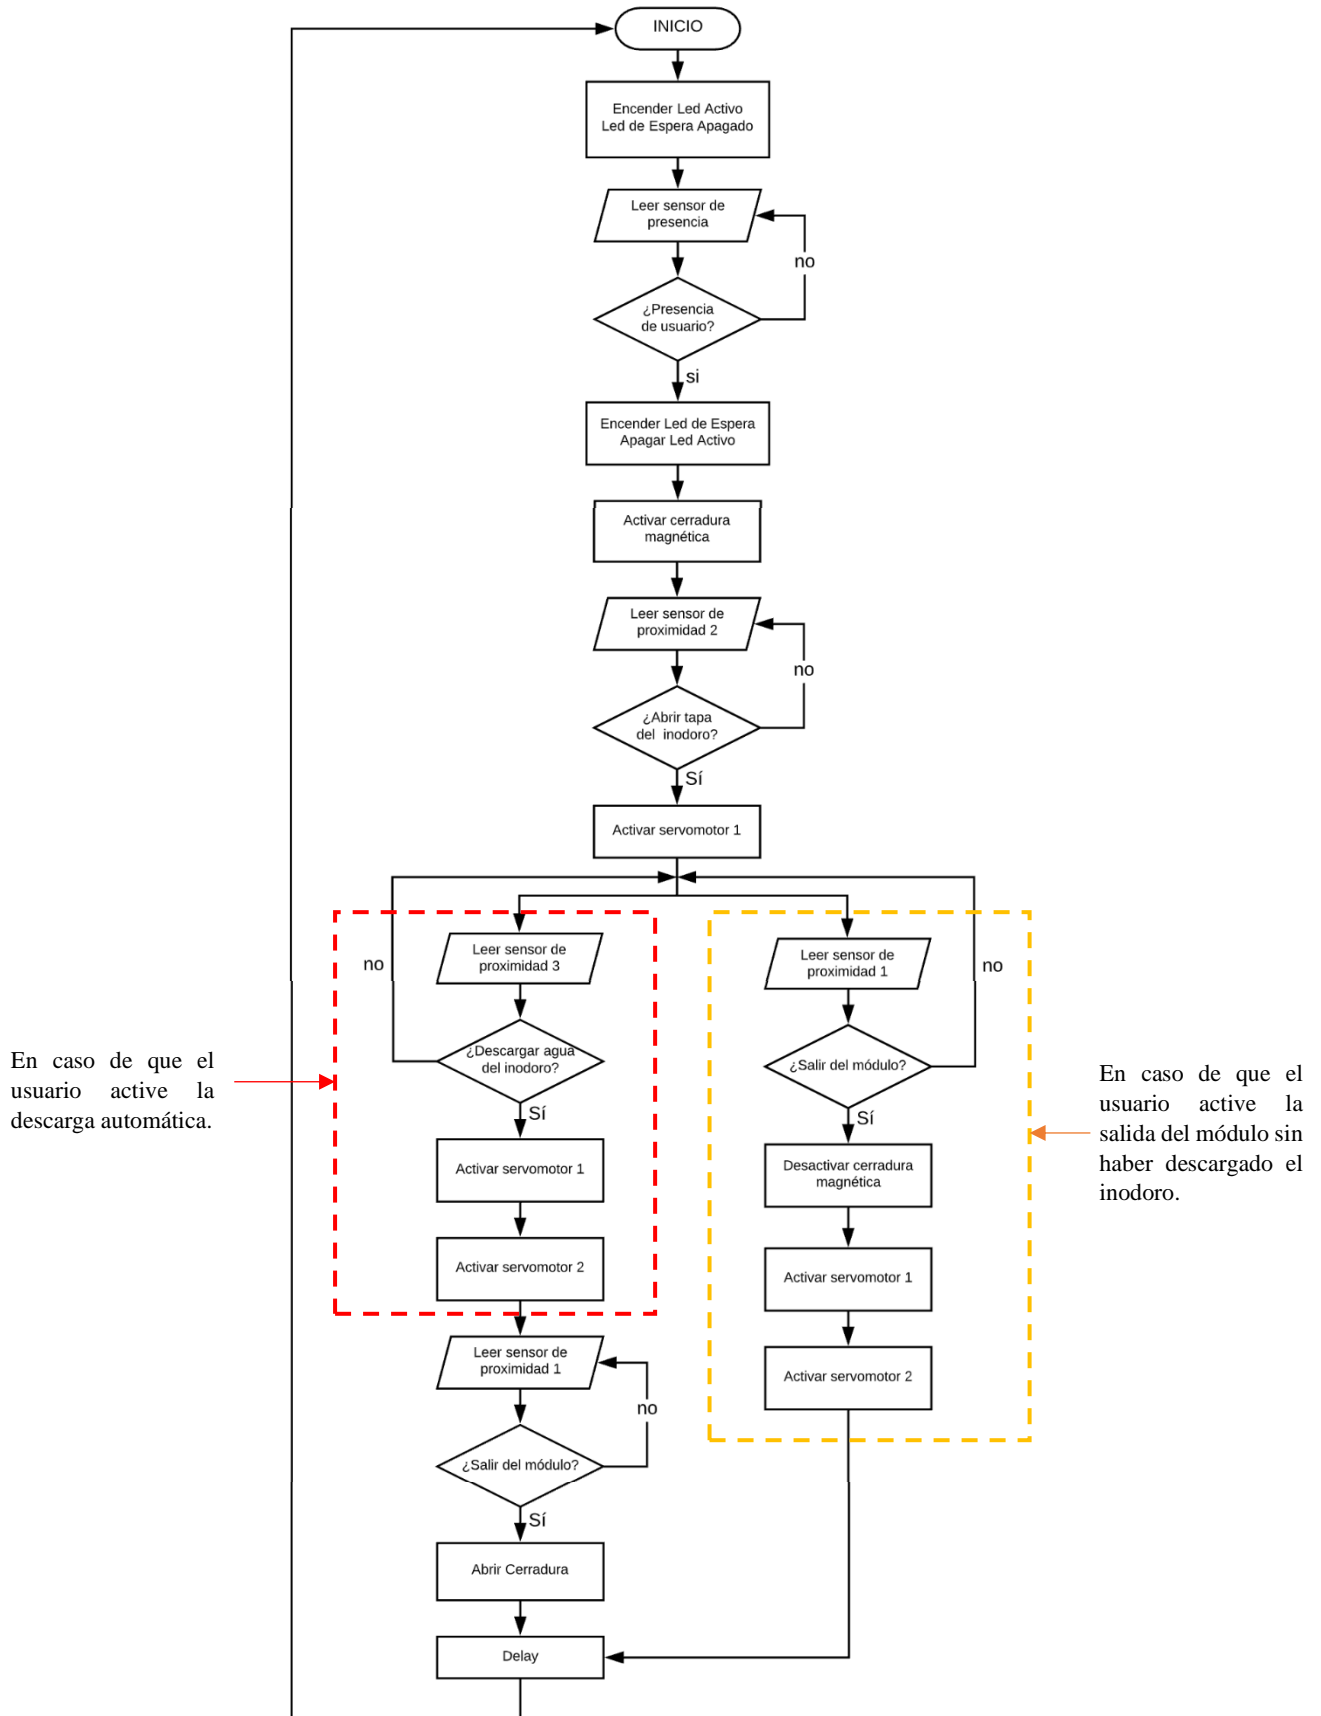 INICIO
Encender Led Activo
Led de Espera Apagado
Leer sensor de
presencia
no
¿Presencia
de usuario?
si
Encender Led de Espera
Apagar Led Activo
Activar cerradura
magnética
Leer sensor de
proximidad 2
no
¿Abrir tapa
del inodoro?
Sí
Activar servomotor 1
Leer sensor de
proximidad 3
no
¿Descargar agua
del inodoro?
Sí
Activar servomotor 1
Activar servomotor 2
En caso de que el
usuario active la
descarga automática.
Leer sensor de
proximidad 1
no
¿Salir del módulo?
Sí
Desactivar cerradura
magnética
Activar servomotor 1
Activar servomotor 2
En caso de que el
usuario active la
salida del módulo sin
haber descargado el
inodoro.
Leer sensor de
proximidad 1
no
¿Salir del módulo?
Sí
Abrir Cerradura
Delay